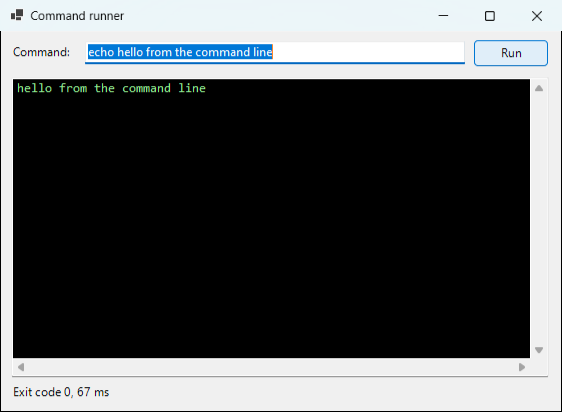 Command runner
Command: echo hello from the command line Run
hello from the command line
Exit code 0, 67 ms